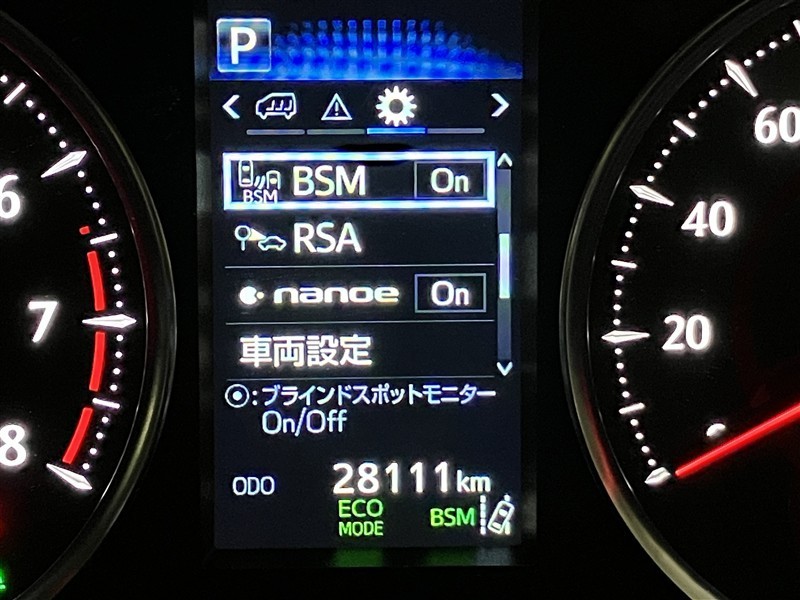 P
BSM BSM On
RSA
nanoe On
車両設定
:ブラインドスポットモニター
On/Off
ODO 28111km
ECO
MODE
BSM
6
7
8
60
40
20